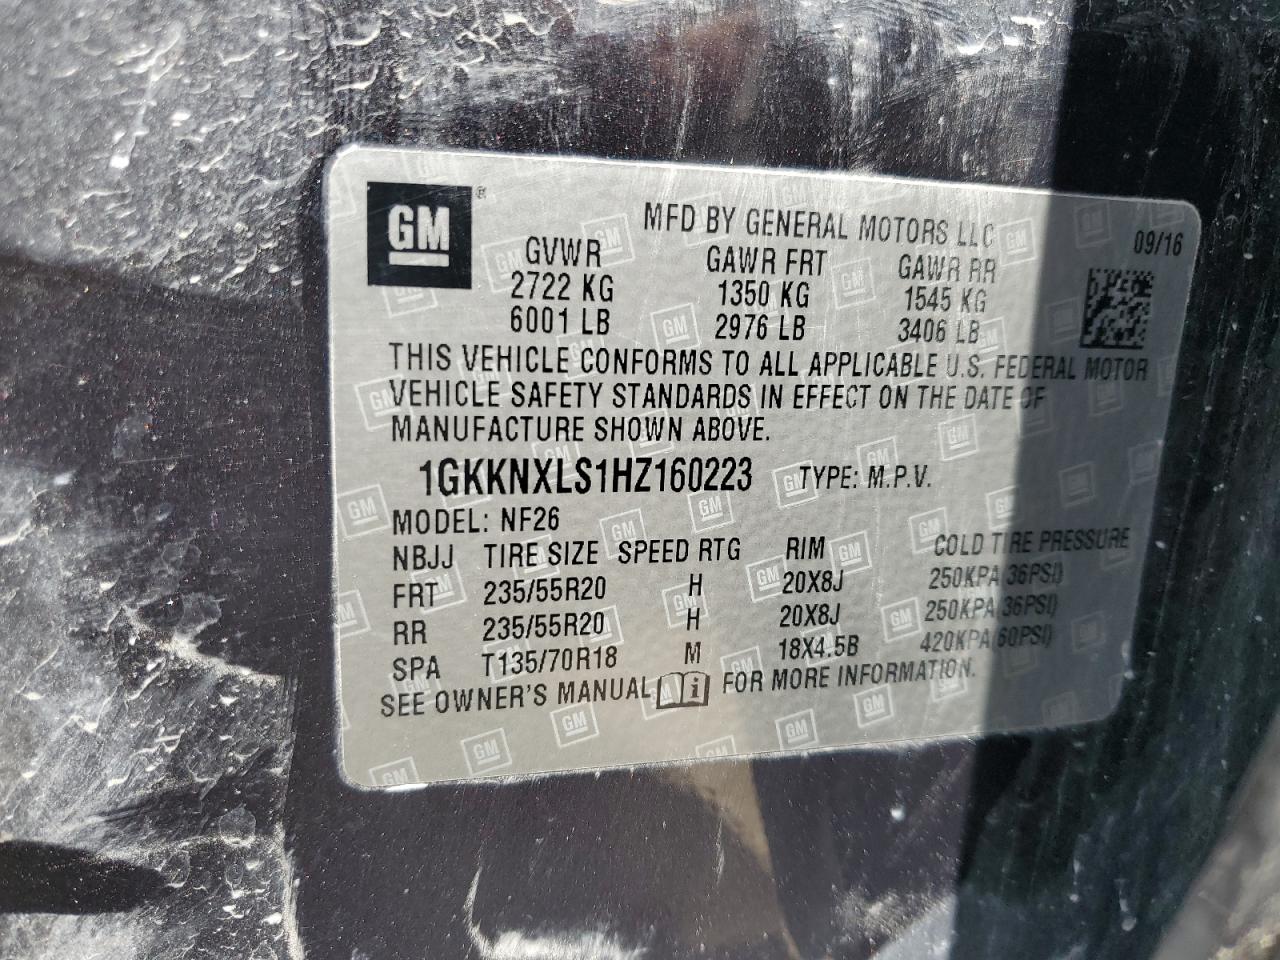 GM ®
MFD BY GENERAL MOTORS LLC
09/16
GVWR GAWR FRT GAWR RR
2722 KG 1350 KG 1545 KG
6001 LB 2976 LB 3406 LB
THIS VEHICLE CONFORMS TO ALL APPLICABLE U.S. FEDERAL MOTOR
VEHICLE SAFETY STANDARDS IN EFFECT ON THE DATE OF
MANUFACTURE SHOWN ABOVE.
1GKKNXLS1HZ160223 TYPE: M.P.V.
MODEL: NF26
NBJJ TIRE SIZE SPEED RTG RIM COLD TIRE PRESSURE
FRT 235/55R20 H 20X8J 250KPA(36PSI)
RR 235/55R20 H 20X8J 250KPA(36PSI)
SPA T135/70R18 M 18X4.5B 420KPA(60PSI)
SEE OWNER'S MANUAL FOR MORE INFORMATION.